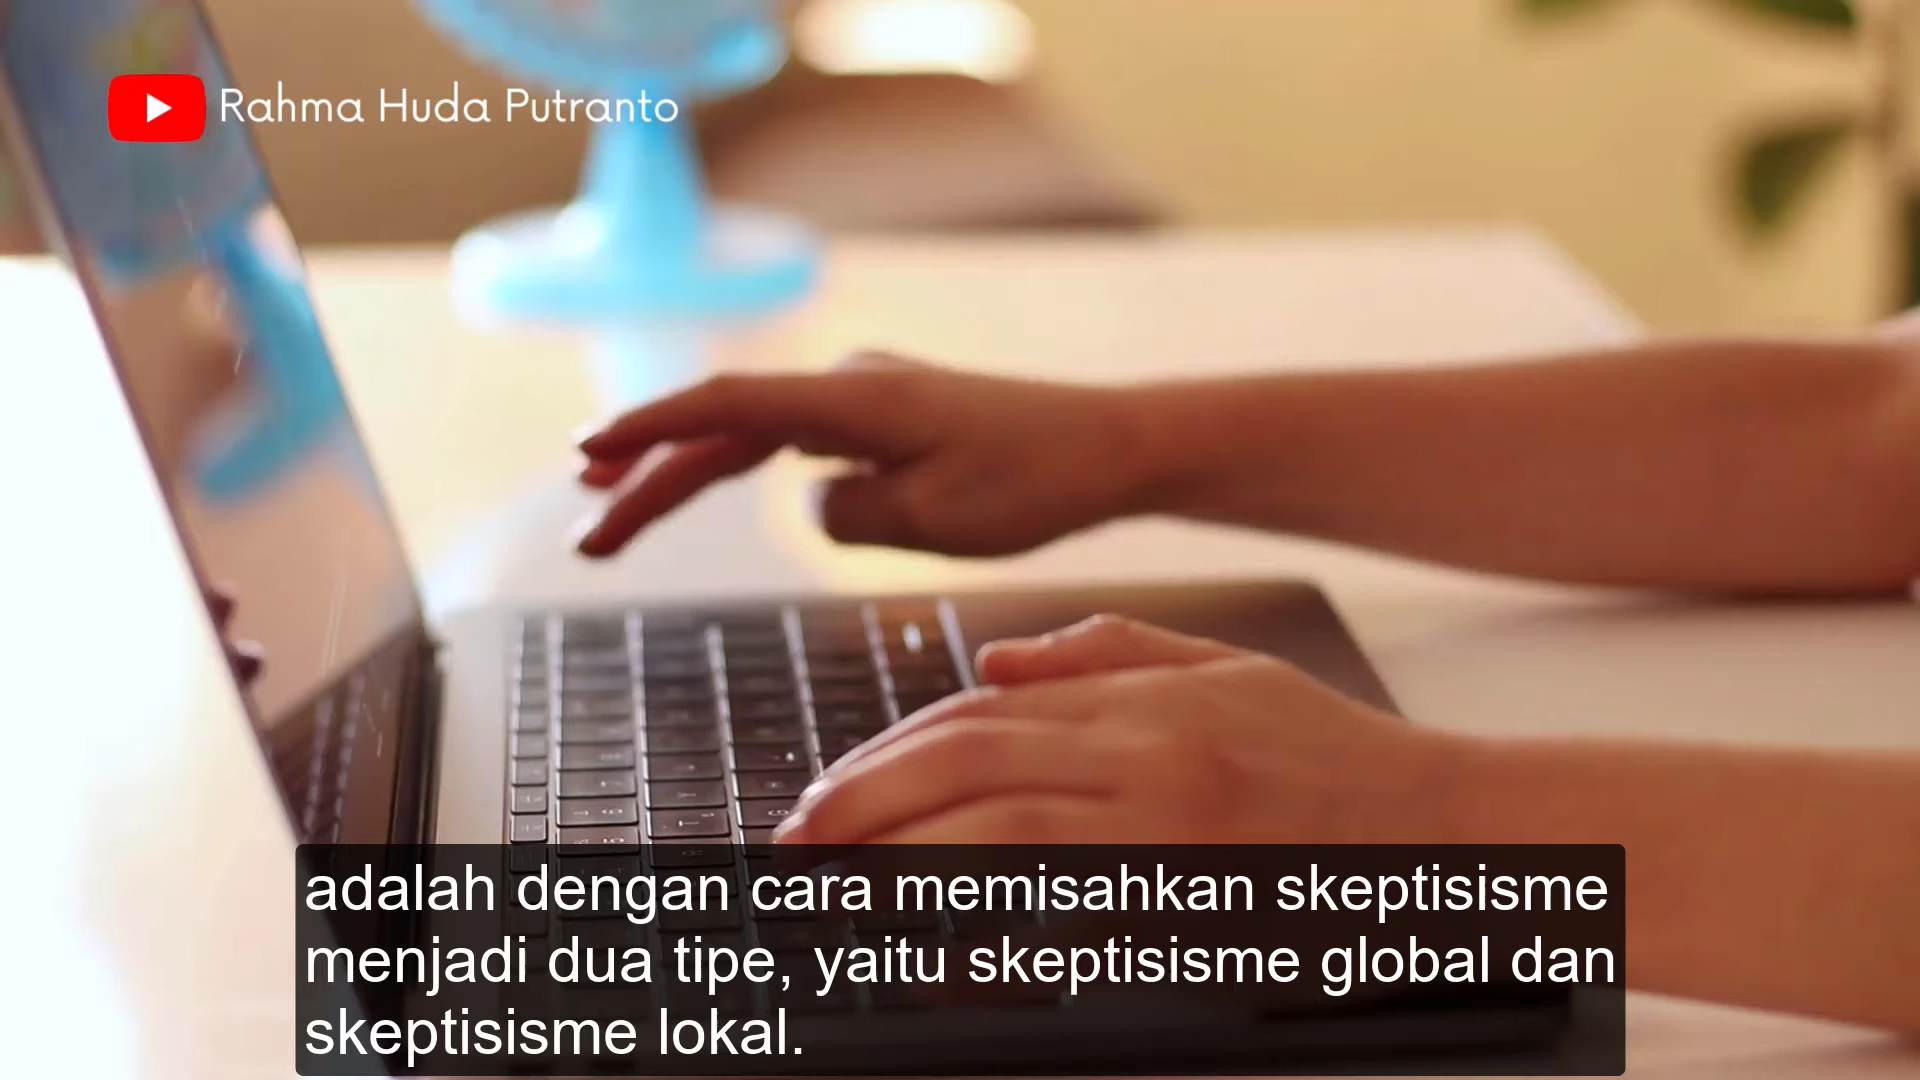 Rahma Huda Putranto
adalah dengan cara memisahkan skeptisisme
menjadi dua tipe, yaitu skeptisisme global dan
skeptisisme lokal.